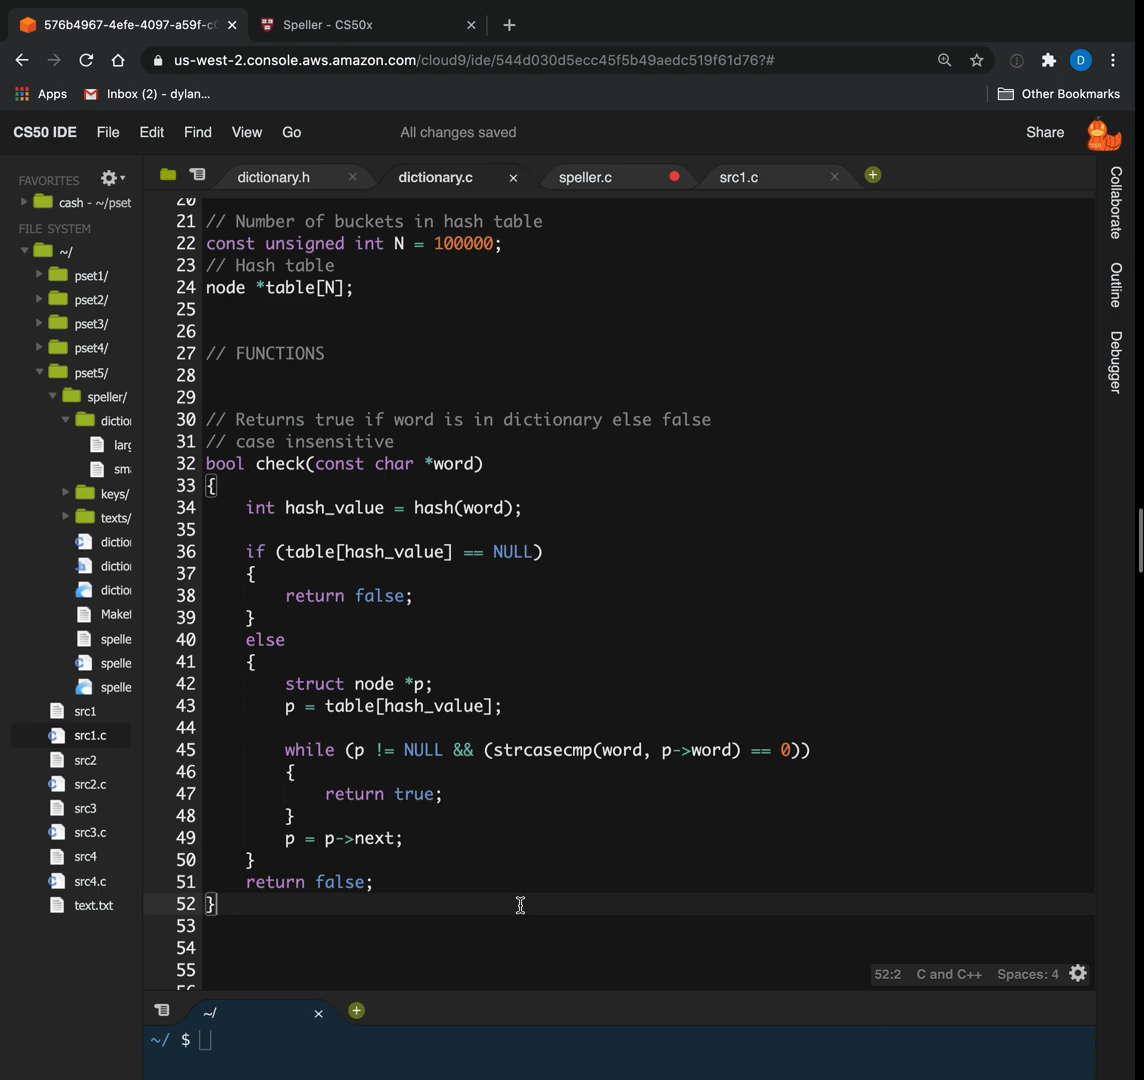 576b4967-4efe-4097-a59f-c
Speller - CS50x
us-west-2.console.aws.amazon.com/cloud9/ide/544d030d5ecc45f5b49aedc519f61d76?#
D
Apps
Inbox (2) - dylan...
Other Bookmarks
CS50 IDE File Edit Find View Go
All changes saved
Share
dictionary.h
dictionary.c
speller.c
src1.c
FAVORITES
cash - ~/pset
FILE SYSTEM
~/
pset1/
pset2/
pset3/
pset4/
pset5/
speller/
dictio
larg
sma
keys/
texts/
dictio
dictio
dictio
Makef
spelle
spelle
spelle
src1
src1.c
src2
src2.c
src3
src3.c
src4
src4.c
text.txt
20
21 // Number of buckets in hash table
22 const unsigned int N = 100000;
23 // Hash table
24 node *table[N];
25
26
27 // FUNCTIONS
28
29
30 // Returns true if word is in dictionary else false
31 // case insensitive
32 bool check(const char *word)
33 {
34     int hash_value = hash(word);
35
36     if (table[hash_value] == NULL)
37     {
38         return false;
39     }
40     else
41     {
42         struct node *p;
43         p = table[hash_value];
44
45         while (p != NULL && (strcasecmp(word, p->word) == 0))
46         {
47             return true;
48         }
49         p = p->next;
50     }
51     return false;
52 }
53
54
55
52:2 C and C++ Spaces: 4
Collaborate
Outline
Debugger
~/
~/ $